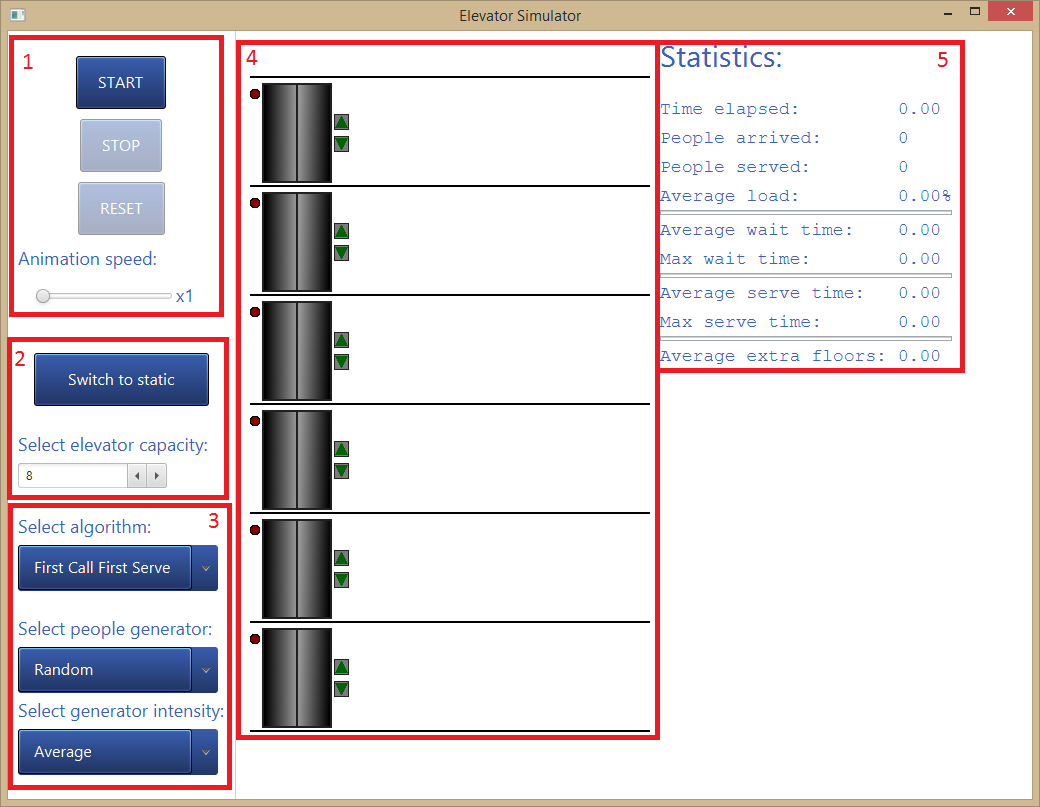 Elevator Simulator
1
START
STOP
RESET
Animation speed:
x1
2
Switch to static
Select elevator capacity:
8
3
Select algorithm:
First Call First Serve
Select people generator:
Random
Select generator intensity:
Average
4
5
Statistics:
Time elapsed: 0.00
People arrived: 0
People served: 0
Average load: 0.00%
Average wait time: 0.00
Max wait time: 0.00
Average serve time: 0.00
Max serve time: 0.00
Average extra floors: 0.00